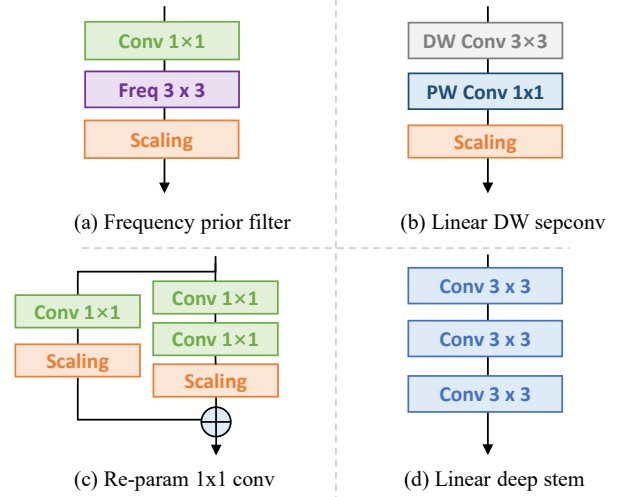 Conv 1×1
Freq 3 x 3
Scaling
(a) Frequency prior filter
DW Conv 3×3
PW Conv 1x1
Scaling
(b) Linear DW sepconv
Conv 1×1
Scaling
Conv 1×1
Conv 1×1
Scaling
(c) Re-param 1x1 conv
Conv 3 x 3
Conv 3 x 3
Conv 3 x 3
(d) Linear deep stem